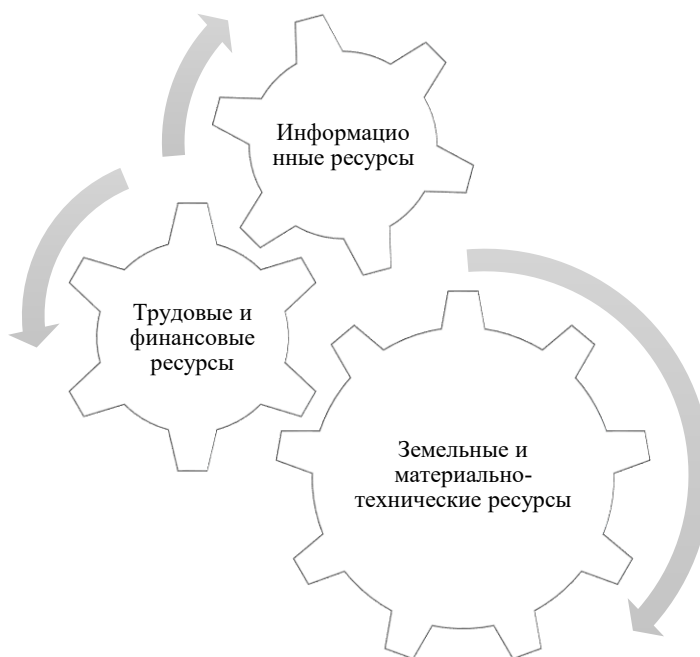 Информацио
нные ресурсы
Трудовые и
финансовые
ресурсы
Земельные и
материально-
технические ресурсы